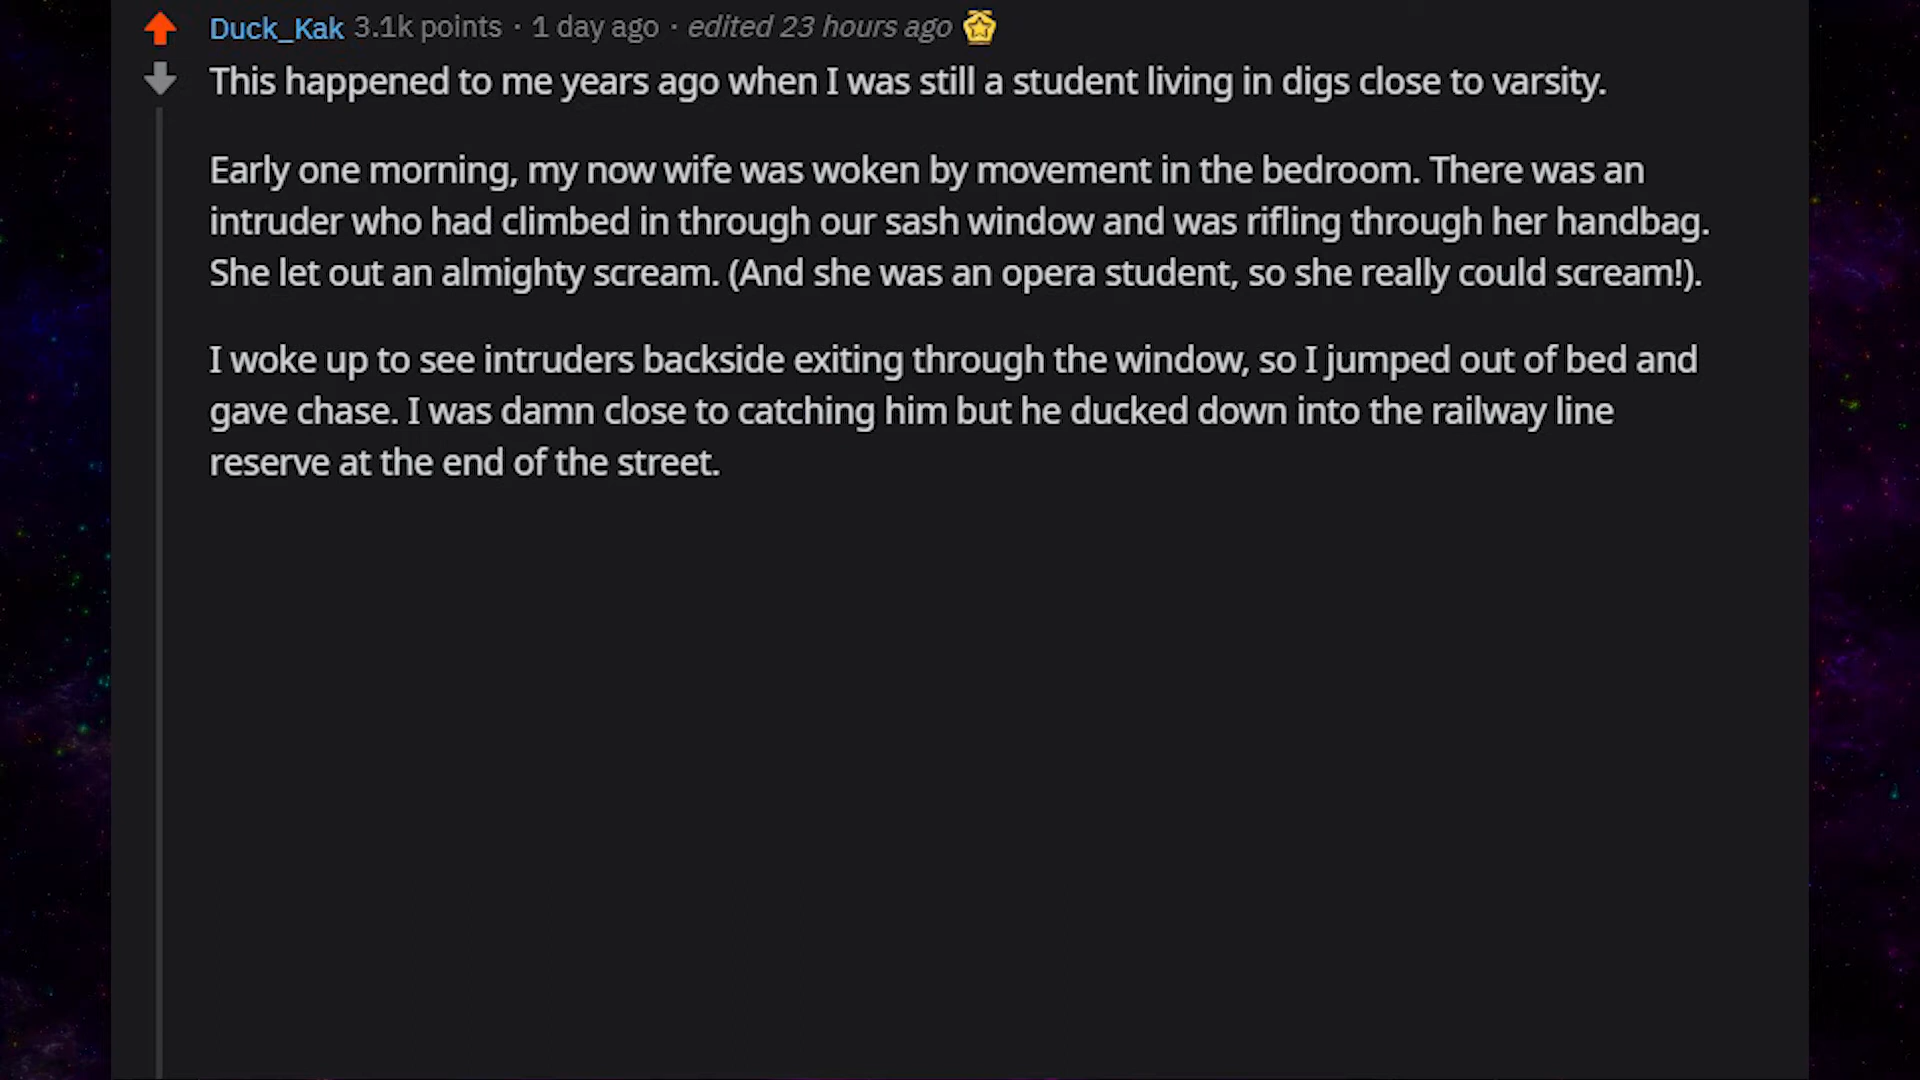 Duck_Kak 3.1k points · 1 day ago · edited 23 hours ago
This happened to me years ago when I was still a student living in digs close to varsity.
Early one morning, my now wife was woken by movement in the bedroom. There was an
intruder who had climbed in through our sash window and was rifling through her handbag.
She let out an almighty scream. (And she was an opera student, so she really could scream!).
I woke up to see intruders backside exiting through the window, so I jumped out of bed and
gave chase. I was damn close to catching him but he ducked down into the railway line
reserve at the end of the street.